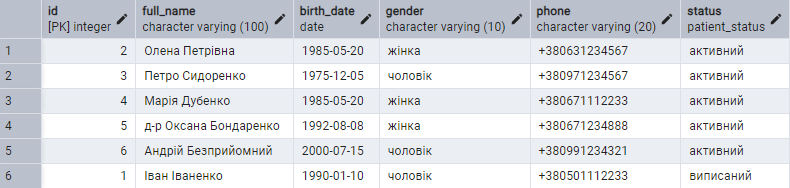 id full_name birth_date gender phone status
[PK] integer character varying (100) date character varying (10) character varying (20) patient_status
1 2 Олена Петрівна 1985-05-20 жінка +380631234567 активний
2 3 Петро Сидоренко 1975-12-05 чоловік +380971234567 активний
3 4 Марія Дубенко 1985-05-20 жінка +380671112233 активний
4 5 д-р Оксана Бондаренко 1992-08-08 жінка +380671234888 активний
5 6 Андрій Безприйомний 2000-07-15 чоловік +380991234321 активний
6 1 Іван Іваненко 1990-01-10 чоловік +380501112233 виписаний